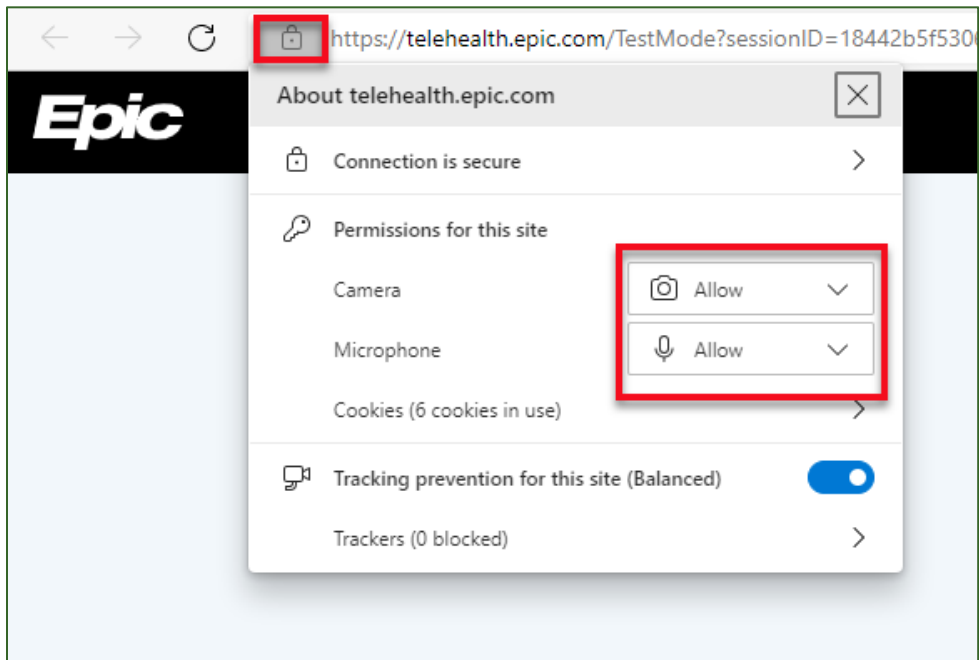 https://telehealth.epic.com/TestMode?sessionID=18442b5f530
Epic
About telehealth.epic.com
Connection is secure
Permissions for this site
Camera
Allow
Microphone
Allow
Cookies (6 cookies in use)
Tracking prevention for this site (Balanced)
Trackers (0 blocked)